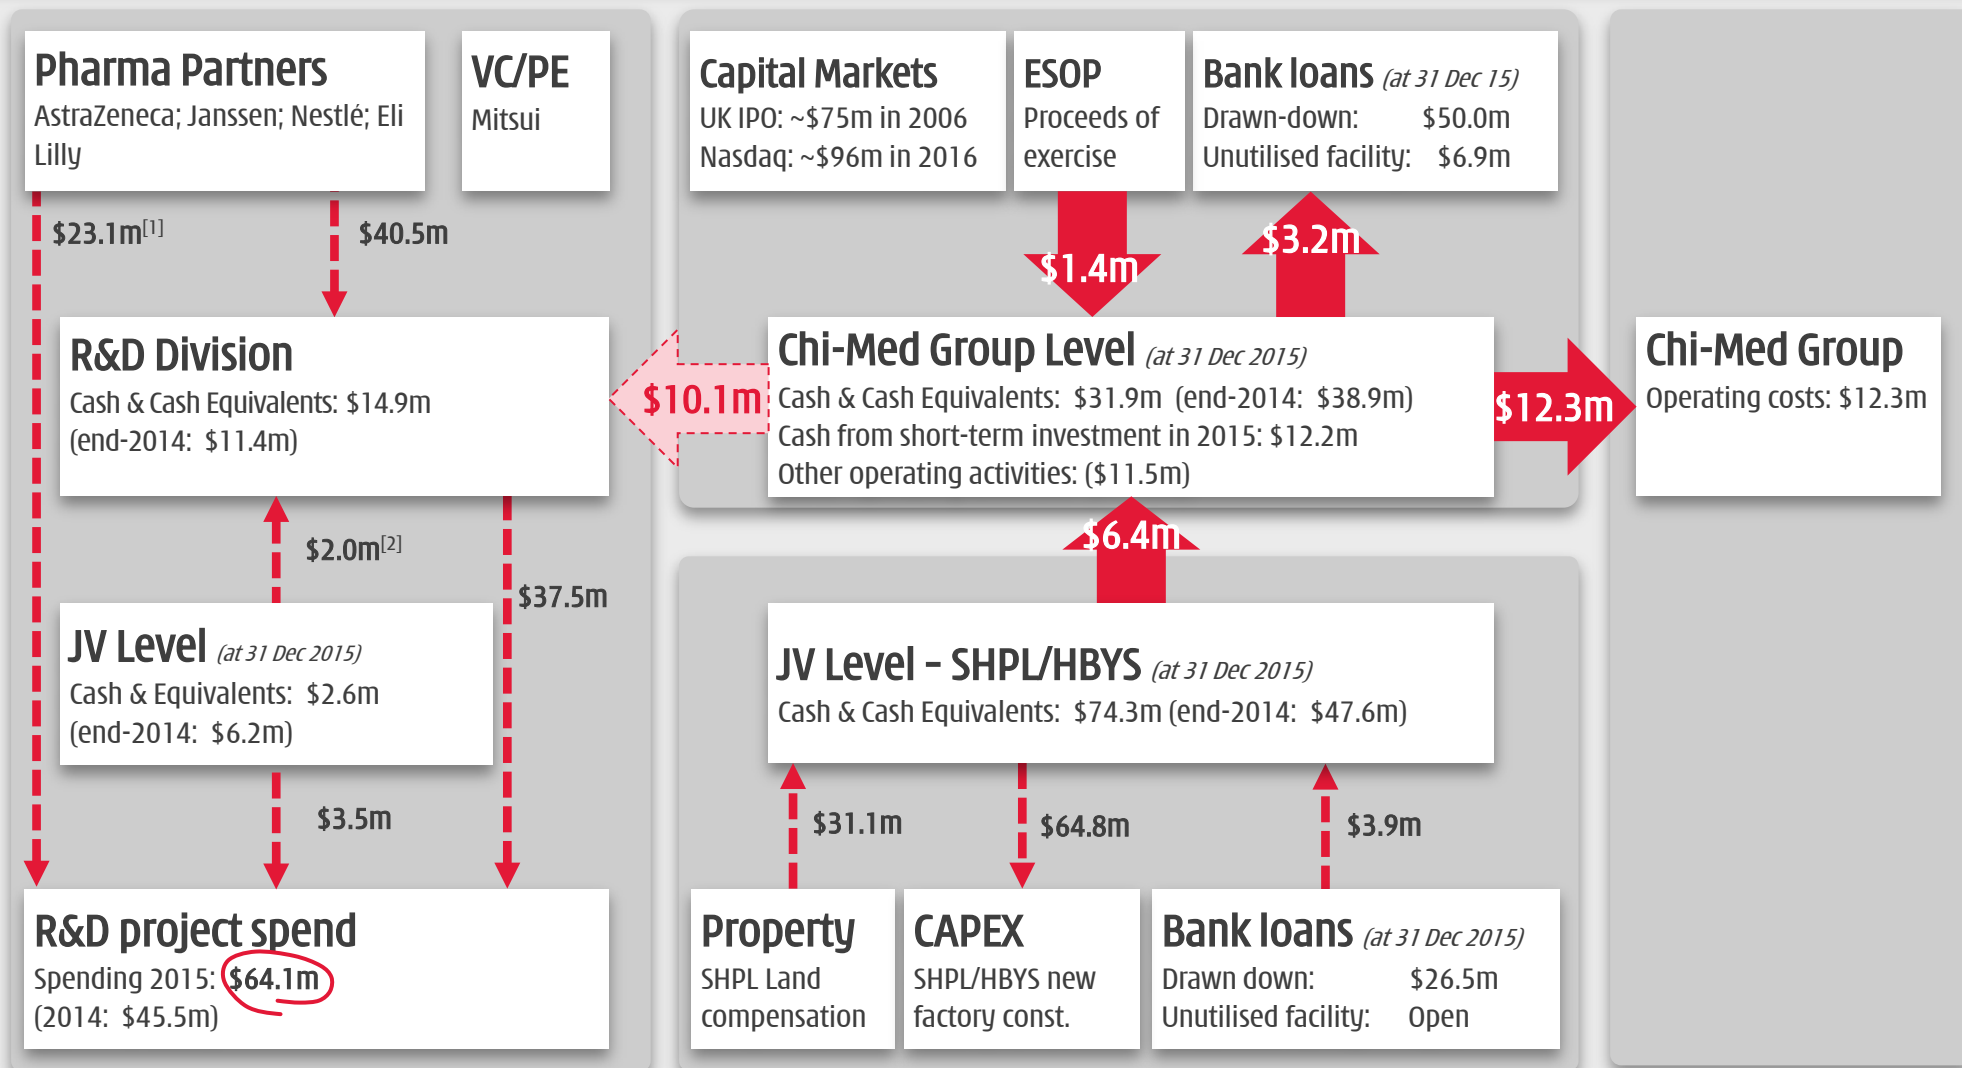 Pharma Partners
AstraZeneca; Janssen; Nestlé; Eli
Lilly
VC/PE
Mitsui
$23.1m[1]
$40.5m
R&D Division
Cash & Cash Equivalents: $14.9m
(end-2014: $11.4m)
$2.0m[2]
$37.5m
JV Level (at 31 Dec 2015)
Cash & Equivalents: $2.6m
(end-2014: $6.2m)
$3.5m
R&D project spend
Spending 2015: $64.1m
(2014: $45.5m)
Capital Markets
UK IPO: ~$75m in 2006
Nasdaq: ~$96m in 2016
ESOP
Proceeds of
exercise
Bank loans (at 31 Dec 15)
Drawn-down: $50.0m
Unutilised facility: $6.9m
$1.4m
$3.2m
$10.1m
Chi-Med Group Level (at 31 Dec 2015)
Cash & Cash Equivalents: $31.9m (end-2014: $38.9m)
Cash from short-term investment in 2015: $12.2m
Other operating activities: ($11.5m)
$12.3m
Chi-Med Group
Operating costs: $12.3m
$6.4m
JV Level – SHPL/HBYS (at 31 Dec 2015)
Cash & Cash Equivalents: $74.3m (end-2014: $47.6m)
$31.1m
$64.8m
$3.9m
Property
SHPL Land
compensation
CAPEX
SHPL/HBYS new
factory const.
Bank loans (at 31 Dec 2015)
Drawn down: $26.5m
Unutilised facility: Open